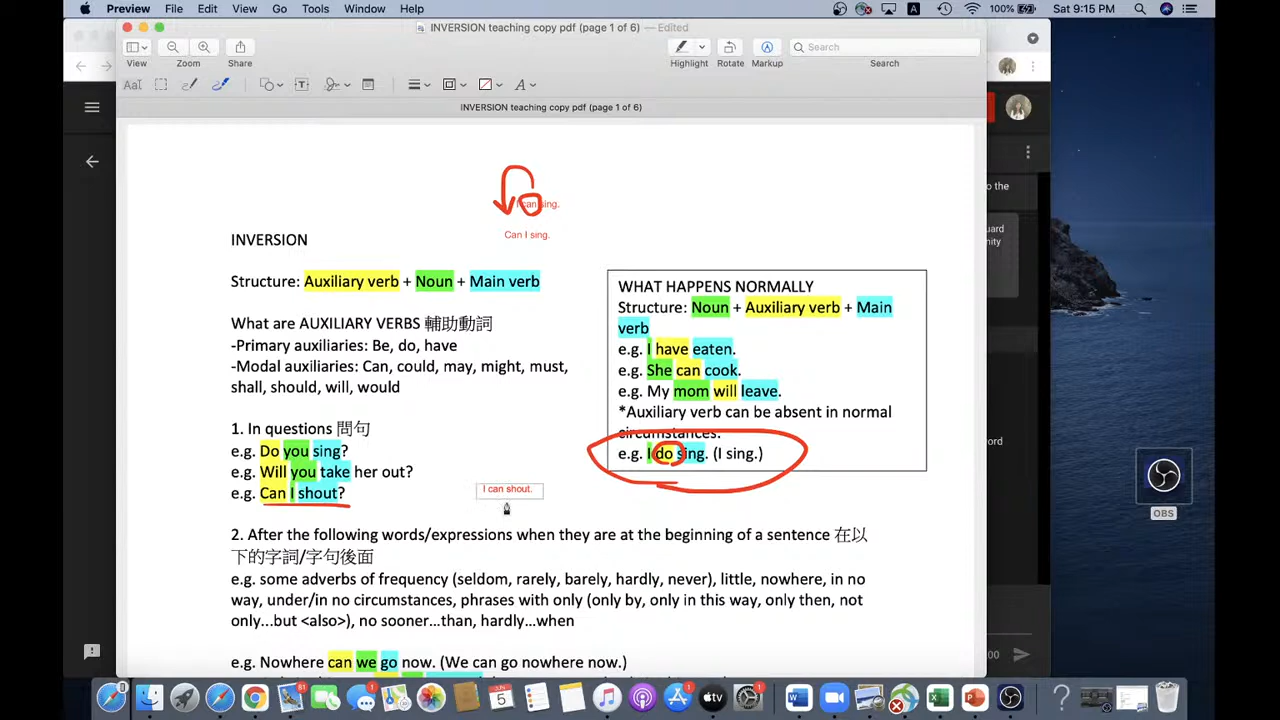 Preview File Edit View Go Tools Window Help
100% Sat 9:15 PM
INVERSION teaching copy pdf (page 1 of 6) — Edited
View Zoom Share Highlight Rotate Markup Search
Search
INVERSION teaching copy pdf (page 1 of 6)
I can sing.
Can I sing.
INVERSION
Structure: Auxiliary verb + Noun + Main verb
What are AUXILIARY VERBS 輔助動詞
-Primary auxiliaries: Be, do, have
-Modal auxiliaries: Can, could, may, might, must,
shall, should, will, would
1. In questions 問句
e.g. Do you sing?
e.g. Will you take her out?
e.g. Can I shout?
I can shout.
WHAT HAPPENS NORMALLY
Structure: Noun + Auxiliary verb + Main
verb
e.g. I have eaten.
e.g. She can cook.
e.g. My mom will leave.
*Auxiliary verb can be absent in normal
circumstances.
e.g. I do sing. (I sing.)
2. After the following words/expressions when they are at the beginning of a sentence 在以
下的字詞/字句後面
e.g. some adverbs of frequency (seldom, rarely, barely, hardly, never), little, nowhere, in no
way, under/in no circumstances, phrases with only (only by, only in this way, only then, not
only...but <also>), no sooner...than, hardly...when
e.g. Nowhere can we go now. (We can go nowhere now.)
OBS